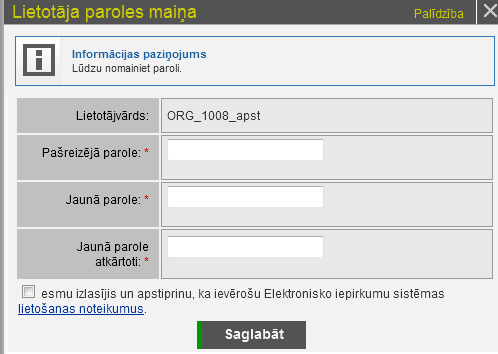 Lietotāja paroles maiņa
Palīdzība
Informācijas paziņojums
Lūdzu nomainiet paroli.
Lietotājvārds: ORG_1008_apst
Pašreizējā parole: *
Jaunā parole: *
Jaunā parole
atkārtoti: *
esmu izlasījis un apstiprinu, ka ievērošu Elektronisko iepirkumu sistēmas
lietošanas noteikumus.
Saglabāt